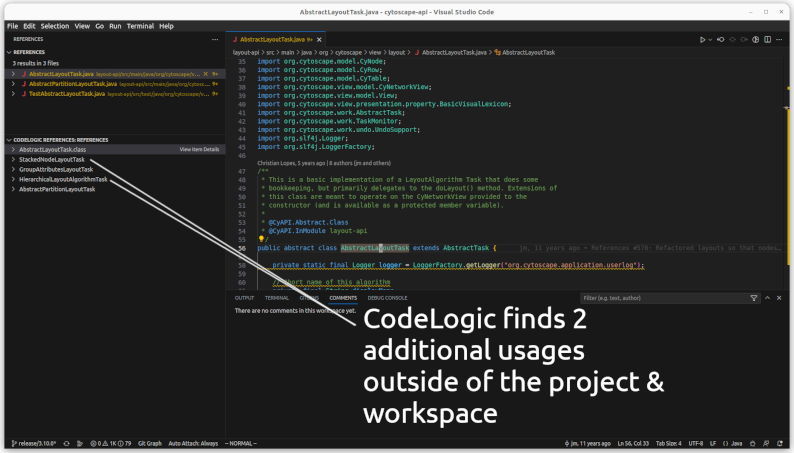 AbstractLayoutTask.java - cytoscape-api - Visual Studio Code
File Edit Selection View Go Run Terminal Help
REFERENCES
REFERENCES
3 results in 3 files
AbstractLayoutTask.java layout-api/src/main/java/org/cytoscape/v... 9+
AbstractPartitionLayoutTask.java layout-api/src/main/java/org/cytosc... 9+
TestAbstractLayoutTask.java layout-api/src/test/java/org/cytoscape/v... 9+
CODELOGIC REFERENCES: REFERENCES
AbstractLayoutTask.class View Item Details
StackedNodeLayoutTask
GroupAttributesLayoutTask
HierarchicalLayoutAlgorithmTask
AbstractPartitionLayoutTask
J AbstractLayoutTask.java 9+
layout-api > src > main > java > org > cytoscape > view > layout > J AbstractLayoutTask.java > AbstractLayoutTask
35 import org.cytoscape.model.CyNode;
36 import org.cytoscape.model.CyRow;
37 import org.cytoscape.model.CyTable;
38 import org.cytoscape.view.model.CyNetworkView;
39 import org.cytoscape.view.model.View;
40 import org.cytoscape.view.presentation.property.BasicVisualLexicon;
41 import org.cytoscape.work.AbstractTask;
42 import org.cytoscape.work.TaskMonitor;
43 import org.cytoscape.work.undo.UndoSupport;
44 import org.slf4j.Logger;
45 import org.slf4j.LoggerFactory;
46
Christian Lopes, 5 years ago | 8 authors (jm and others)
47 /**
48 * This is a basic implementation of a LayoutAlgorithm Task that does some
49 * bookkeeping, but primarily delegates to the doLayout() method. Extensions of
50 * this class are meant to operate on the CyNetworkView provided to the
51 * constructor (and is available as a protected member variable).
52 *
53 * @CyAPI.Abstract.Class
54 * @CyAPI.InModule layout-api
55 */
56 public abstract class AbstractLayoutTask extends AbstractTask { jm, 11 years ago • References #570: Refactored layouts so that nodes…
57
58 private static final Logger logger = LoggerFactory.getLogger("org.cytoscape.application.userlog");
59
60 // Short name of this algorithm
OUTPUT TERMINAL COMMENTS DEBUG CONSOLE
Filter (e.g. text, author)
There are no comments in this workspace yet.
CodeLogic finds 2
additional usages
outside of the project &
workspace
release/3.10.0* 0 1K 79 Git Graph Auto Attach: Always -- NORMAL -- jm, 11 years ago Ln 56, Col 33 Tab Size: 4 UTF-8 LF {} Java